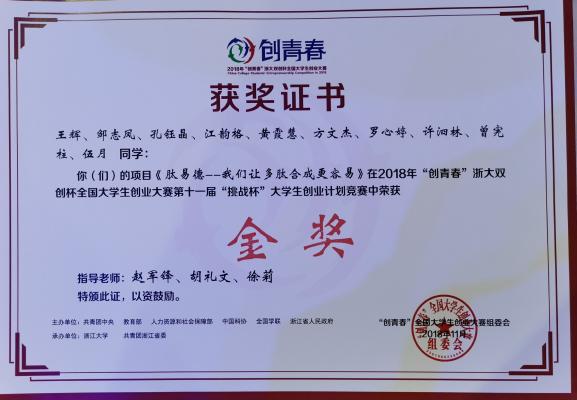 创青春
2018年“创青春”浙大双创杯全国大学生创业大赛
China College Students' Entrepreneurship Competition in 2018
获奖证书
王辉、邹志凤、孔钰晶、江韵格、黄霞慧、方文杰、罗心婷、许泗林、曾宪
柱、伍月 同学：
你（们）的项目《肽易德--我们让多肽合成更容易》在2018年“创青春”浙大双
创杯全国大学生创业大赛第十一届“挑战杯”大学生创业计划竞赛中荣获
金奖
指导老师：赵军锋、胡礼文、徐莉
特颁此证，以资鼓励。
主办单位：共青团中央 教育部 人力资源和社会保障部 中国科协 全国学联 浙江省人民政府
承办单位：浙江大学 共青团浙江省委
“创青春”全国大学生创业大赛组委会
2018年11月
组委会